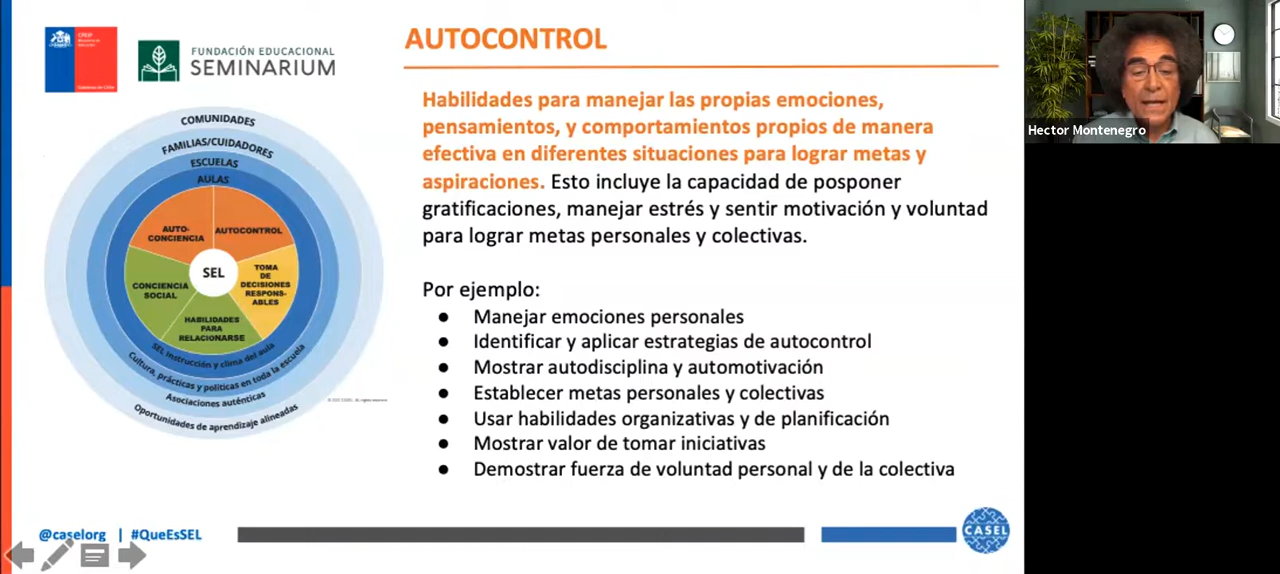 AUTOCONTROL
CPEIP
FUNDACIÓN EDUCACIONAL
SEMINARIUM
Habilidades para manejar las propias emociones,
pensamientos, y comportamientos propios de manera
efectiva en diferentes situaciones para lograr metas y
aspiraciones. Esto incluye la capacidad de posponer
gratificaciones, manejar estrés y sentir motivación y voluntad
para lograr metas personales y colectivas.
Por ejemplo:
● Manejar emociones personales
● Identificar y aplicar estrategias de autocontrol
● Mostrar autodisciplina y automotivación
● Establecer metas personales y colectivas
● Usar habilidades organizativas y de planificación
● Mostrar valor de tomar iniciativas
● Demostrar fuerza de voluntad personal y de la colectiva
COMUNIDADES
FAMILIAS/CUIDADORES
ESCUELAS
AULAS
AUTO-
CONCIENCIA
AUTOCONTROL
SEL
TOMA
DE
DECISIONES
RESPONS-
ABLES
CONCIENCIA
SOCIAL
HABILIDADES
PARA
RELACIONARSE
SEL instrucción y clima del aula
Cultura, prácticas y políticas en toda la escuela
Asociaciones auténticas
Oportunidades de aprendizaje alineadas
@caselorg | #QueEsSEL
CASEL
Hector Montenegro